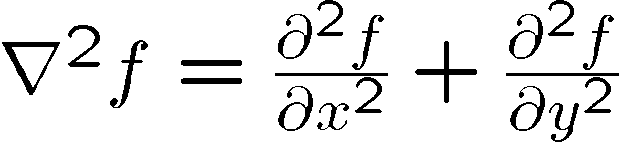 ∇²f = ∂²f/∂x² + ∂²f/∂y²